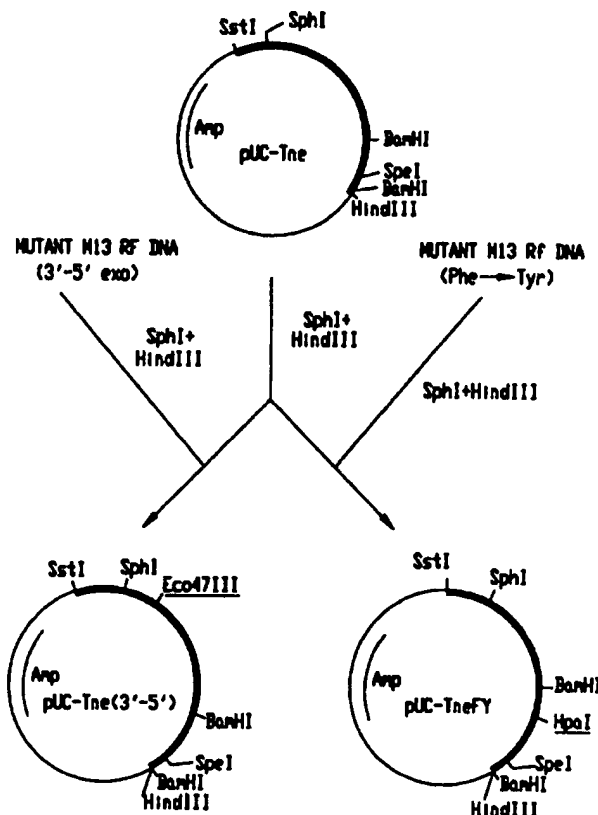 SstI
SphI
Amp
pUC-Tne
BamHI
SpeI
BamHI
HindIII
MUTANT M13 RF DNA
(3'-5' exo)
MUTANT M13 Rf DNA
(Phe→Tyr)
SphI+
HindIII
SphI+
HindIII
SphI+HindIII
SstI
SphI
Eco47III
Amp
pUC-Tne(3'-5')
BamHI
SpeI
BamHI
HindIII
SstI
SphI
Amp
pUC-TneFY
BamHI
HpaI
SpeI
BamHI
HindIII